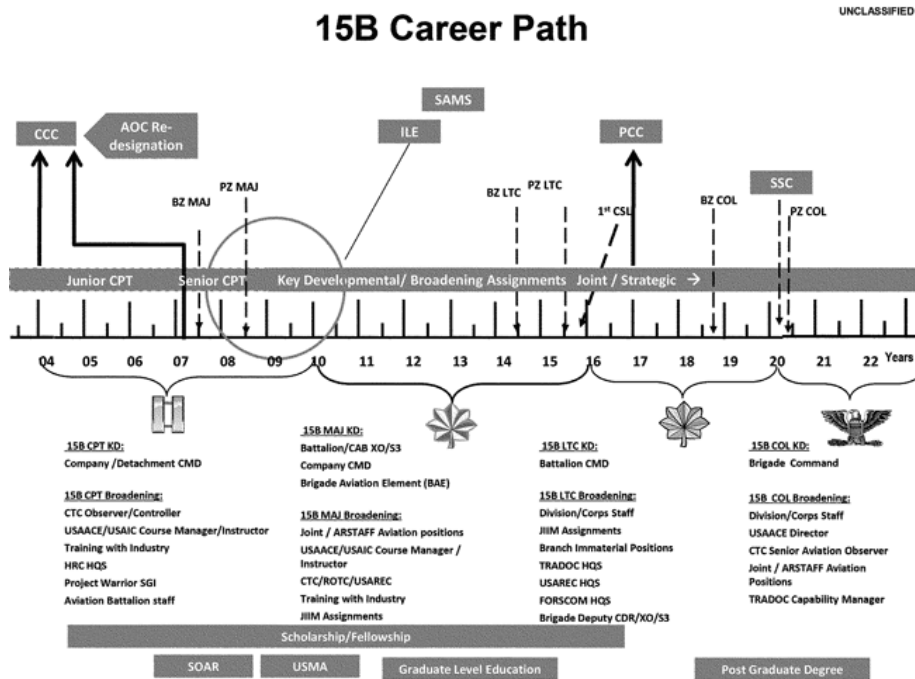 UNCLASSIFIED
15B Career Path
SAMS
CCC
AOC Re-
designation
ILE
PCC
BZ MAJ
PZ MAJ
BZ LTC
PZ LTC
1st CSL
BZ COL
SSC
PZ COL
Junior CPT
Senior CPT
Key Developmental/ Broadening Assignments
Joint / Strategic →
04 05 06 07 08 09 10 11 12 13 14 15 16 17 18 19 20 21 22 Years
15B CPT KD:
Company /Detachment CMD
15B CPT Broadening:
CTC Observer/Controller
USAACE/USAIC Course Manager/Instructor
Training with Industry
HRC HQS
Project Warrior SGI
Aviation Battalion staff
15B MAJ KD:
Battalion/CAB XO/S3
Company CMD
Brigade Aviation Element (BAE)
15B MAJ Broadening:
Joint / ARSTAFF Aviation positions
USAACE/USAIC Course Manager /
Instructor
CTC/ROTC/USAREC
Training with Industry
JIIM Assignments
15B LTC KD:
Battalion CMD
15B LTC Broadening:
Division/Corps Staff
JIIM Assignments
Branch Immaterial Positions
TRADOC HQS
USAREC HQS
FORSCOM HQS
Brigade Deputy CDR/XO/S3
15B COL KD:
Brigade Command
15B COL Broadening:
Division/Corps Staff
USAACE Director
CTC Senior Aviation Observer
Joint / ARSTAFF Aviation
Positions
TRADOC Capability Manager
Scholarship/Fellowship
SOAR
USMA
Graduate Level Education
Post Graduate Degree